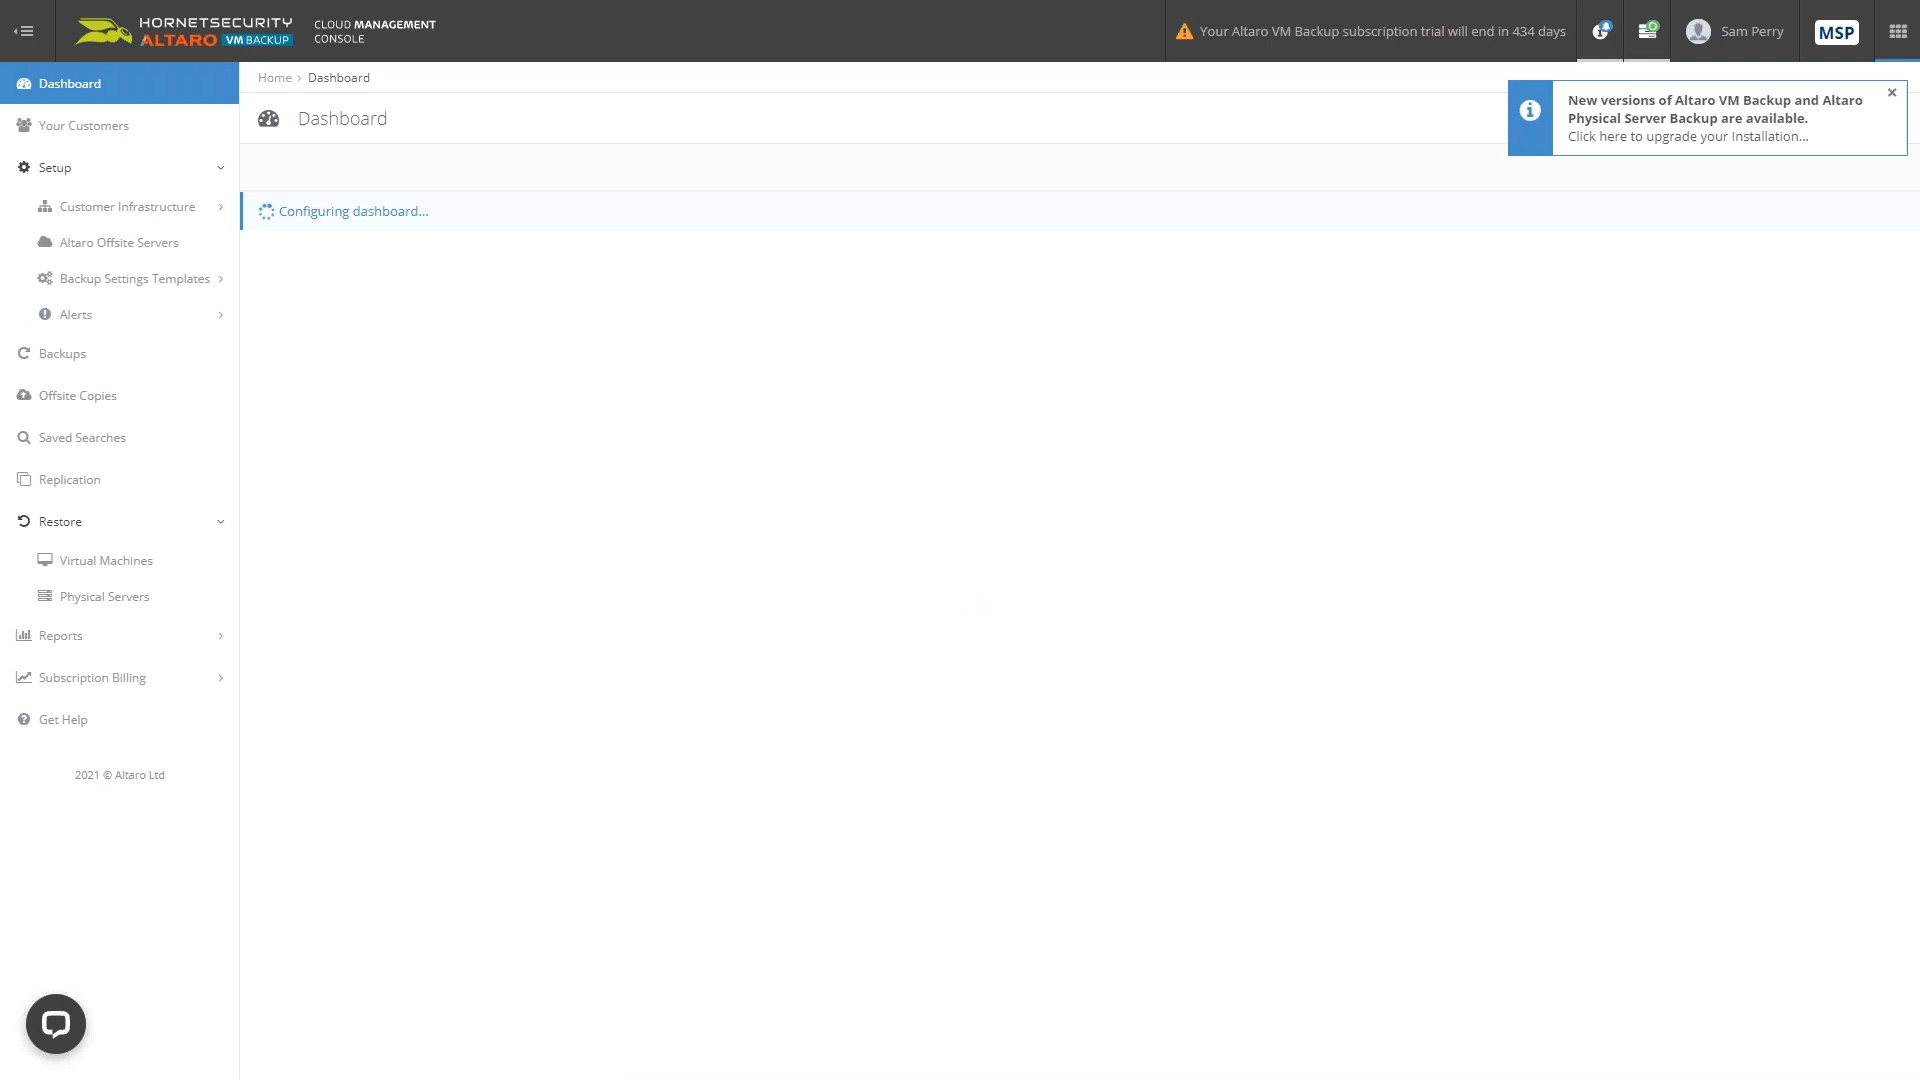 HORNETSECURITY
ALTARO VM BACKUP
CLOUD MANAGEMENT
CONSOLE
Your Altaro VM Backup subscription trial will end in 434 days
Sam Perry
MSP
Dashboard
Your Customers
Setup
Customer Infrastructure
Altaro Offsite Servers
Backup Settings Templates
Alerts
Backups
Offsite Copies
Saved Searches
Replication
Restore
Virtual Machines
Physical Servers
Reports
Subscription Billing
Get Help
2021 © Altaro Ltd
Home › Dashboard
Dashboard
Configuring dashboard...
New versions of Altaro VM Backup and Altaro
Physical Server Backup are available.
Click here to upgrade your Installation...